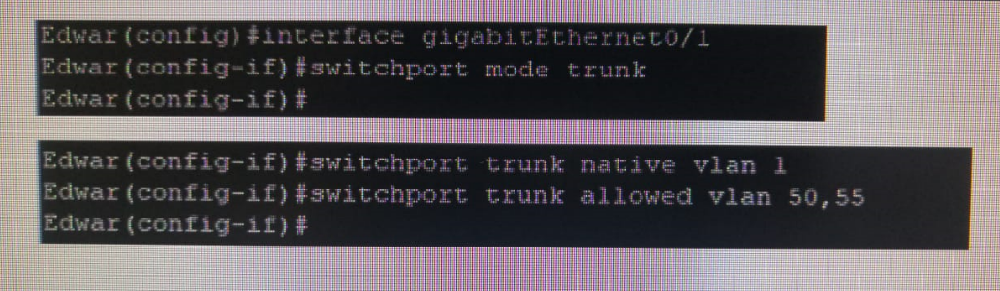 Edwar(config)#interface gigabitEthernet0/1
Edwar(config-if)#switchport mode trunk
Edwar(config-if)#
Edwar(config-if)#switchport trunk native vlan 1
Edwar(config-if)#switchport trunk allowed vlan 50,55
Edwar(config-if)#